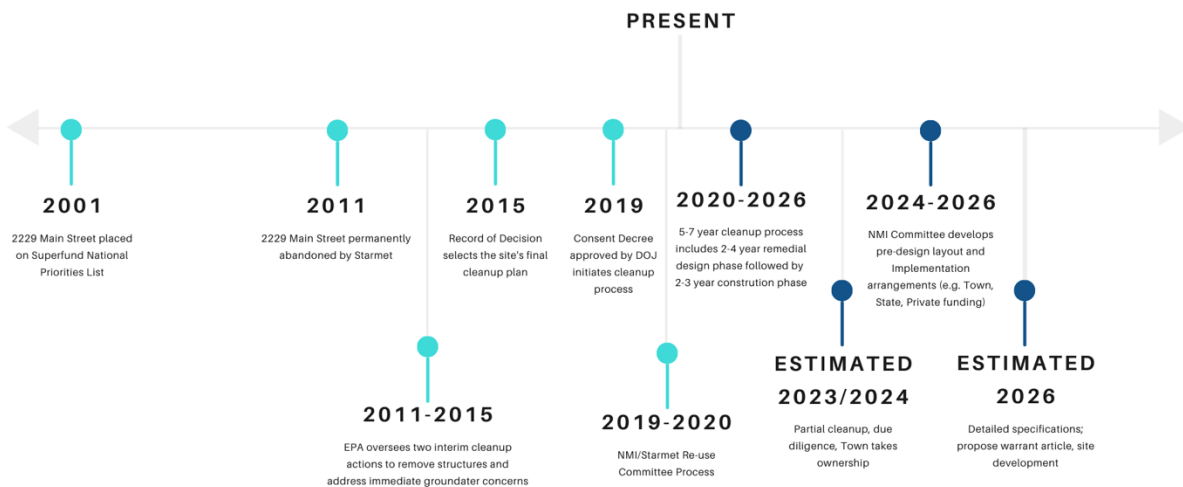 PRESENT
2001
2229 Main Street placed
on Superfund National
Priorities List
2011
2229 Main Street permanently
abandoned by Starmet
2011-2015
EPA oversees two interim cleanup
actions to remove structures and
address immediate groundater concerns
2015
Record of Decision
selects the site's final
cleanup plan
2019
Consent Decree
approved by DOJ
initiates cleanup
process
2019-2020
NMI/Starmet Re-use
Committee Process
2020-2026
5-7 year cleanup process
includes 2-4 year remedial
design phase followed by
2-3 year constrution phase
ESTIMATED
2023/2024
Partial cleanup, due
diligence, Town takes
ownership
2024-2026
NMI Committee develops
pre-design layout and
Implementation
arrangements (e.g. Town,
State, Private funding)
ESTIMATED
2026
Detailed specifications;
propose warrant article, site
development